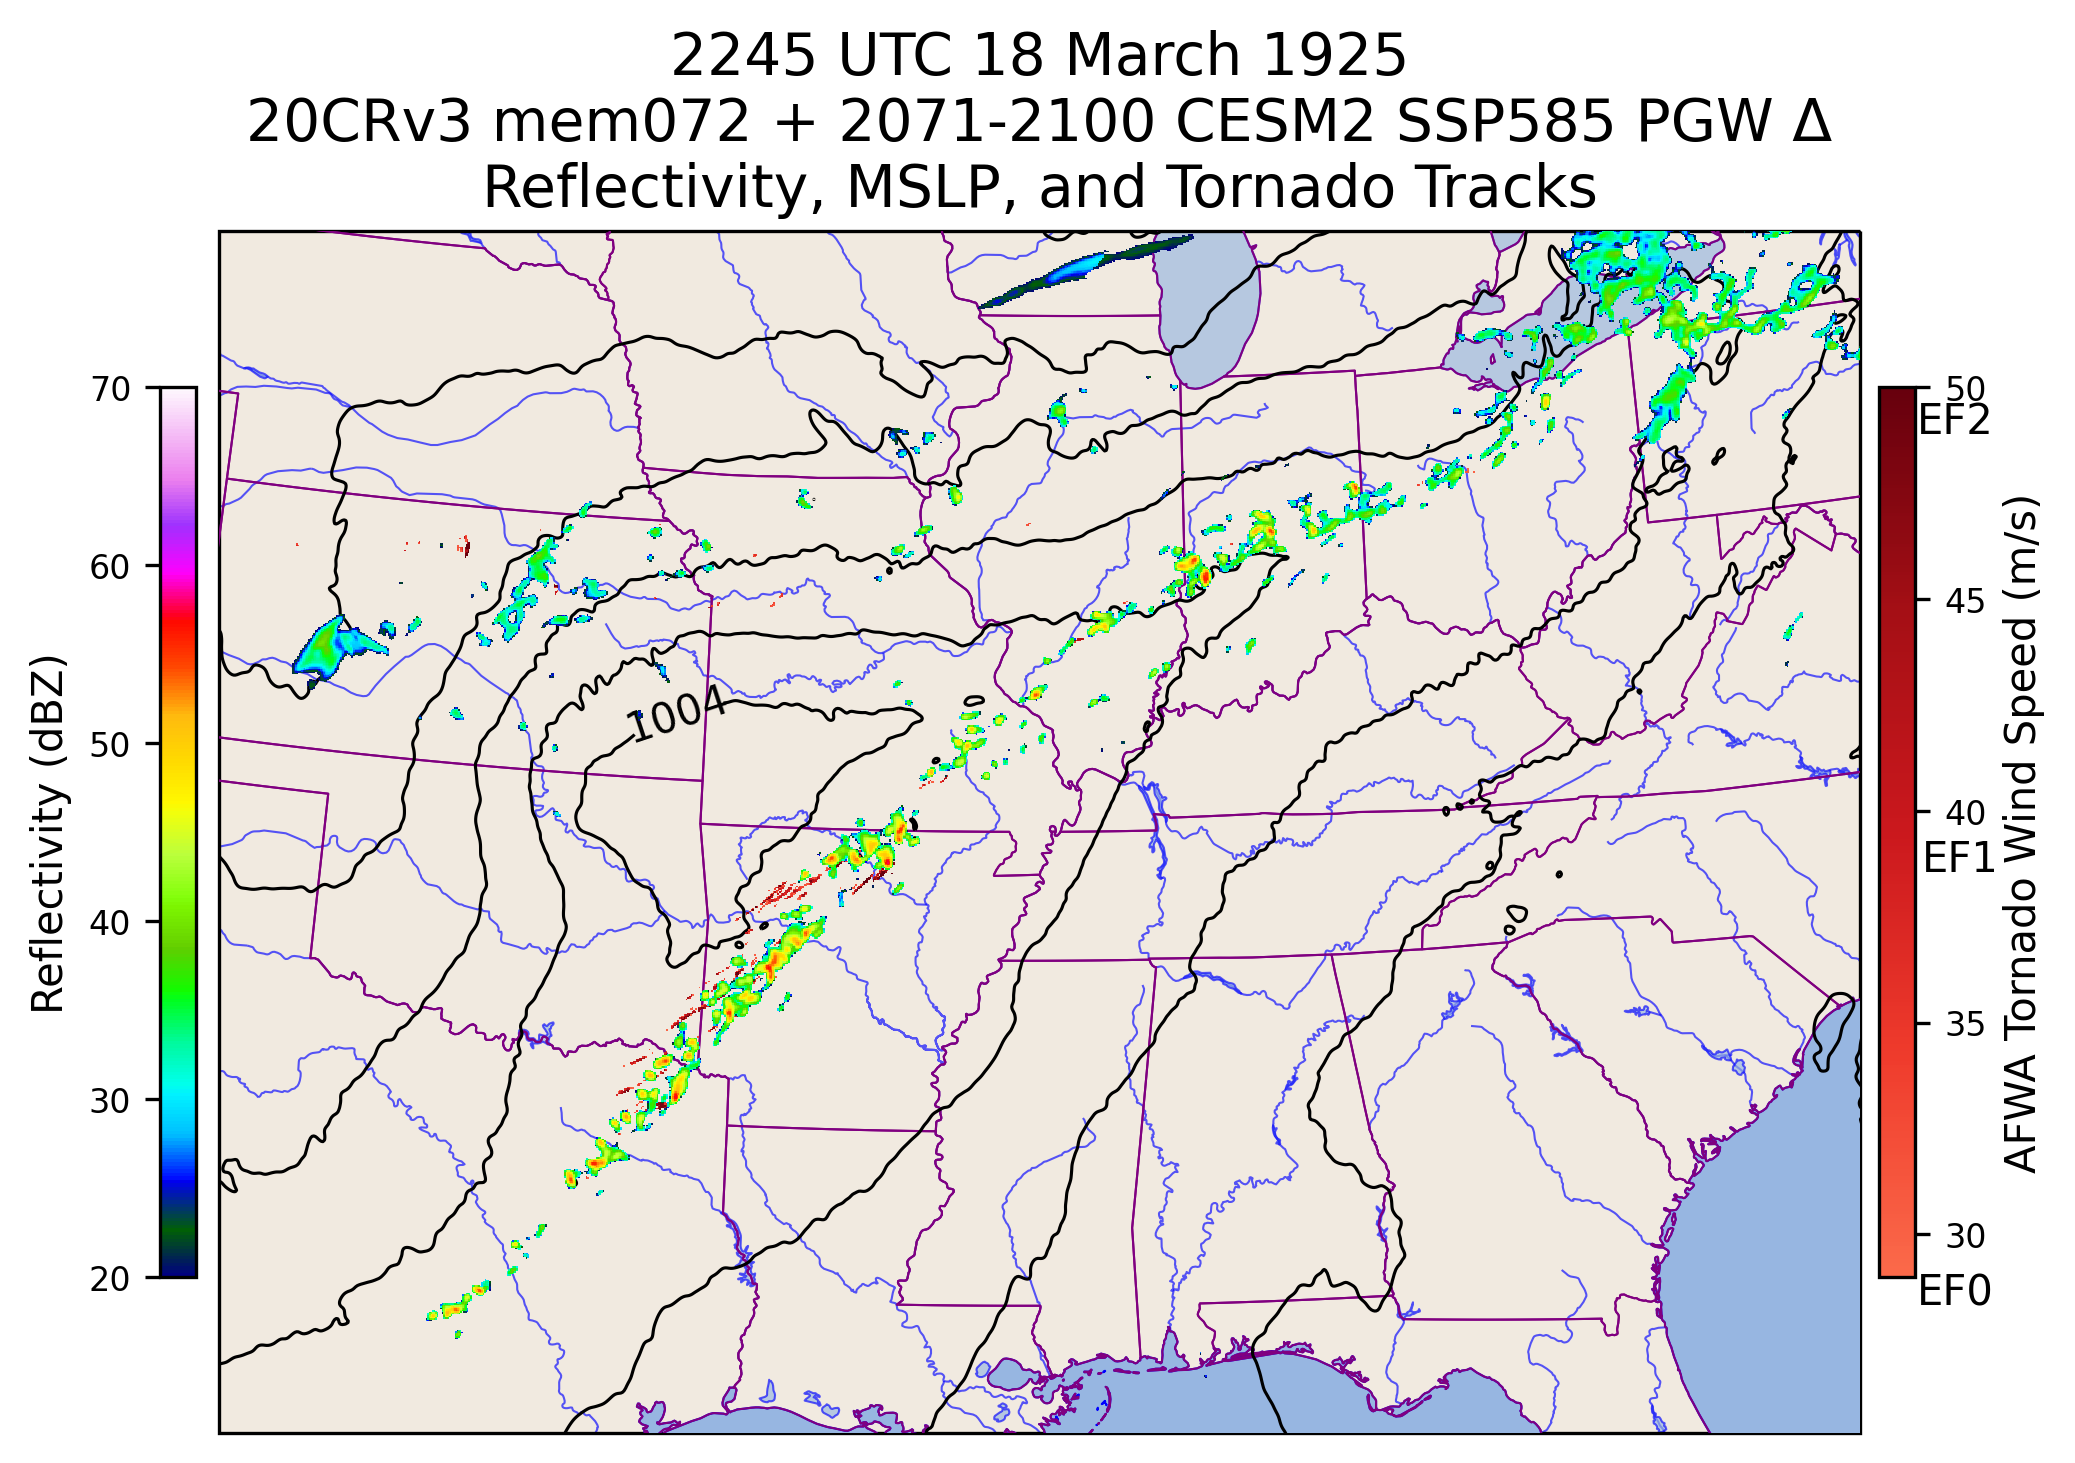 2245 UTC 18 March 1925
20CRv3 mem072 + 2071-2100 CESM2 SSP585 PGW Δ
Reflectivity, MSLP, and Tornado Tracks
Reflectivity (dBZ)
70
60
50
40
30
20
1004
50
EF2
45
40
EF1
35
30
EF0
AFWA Tornado Wind Speed (m/s)